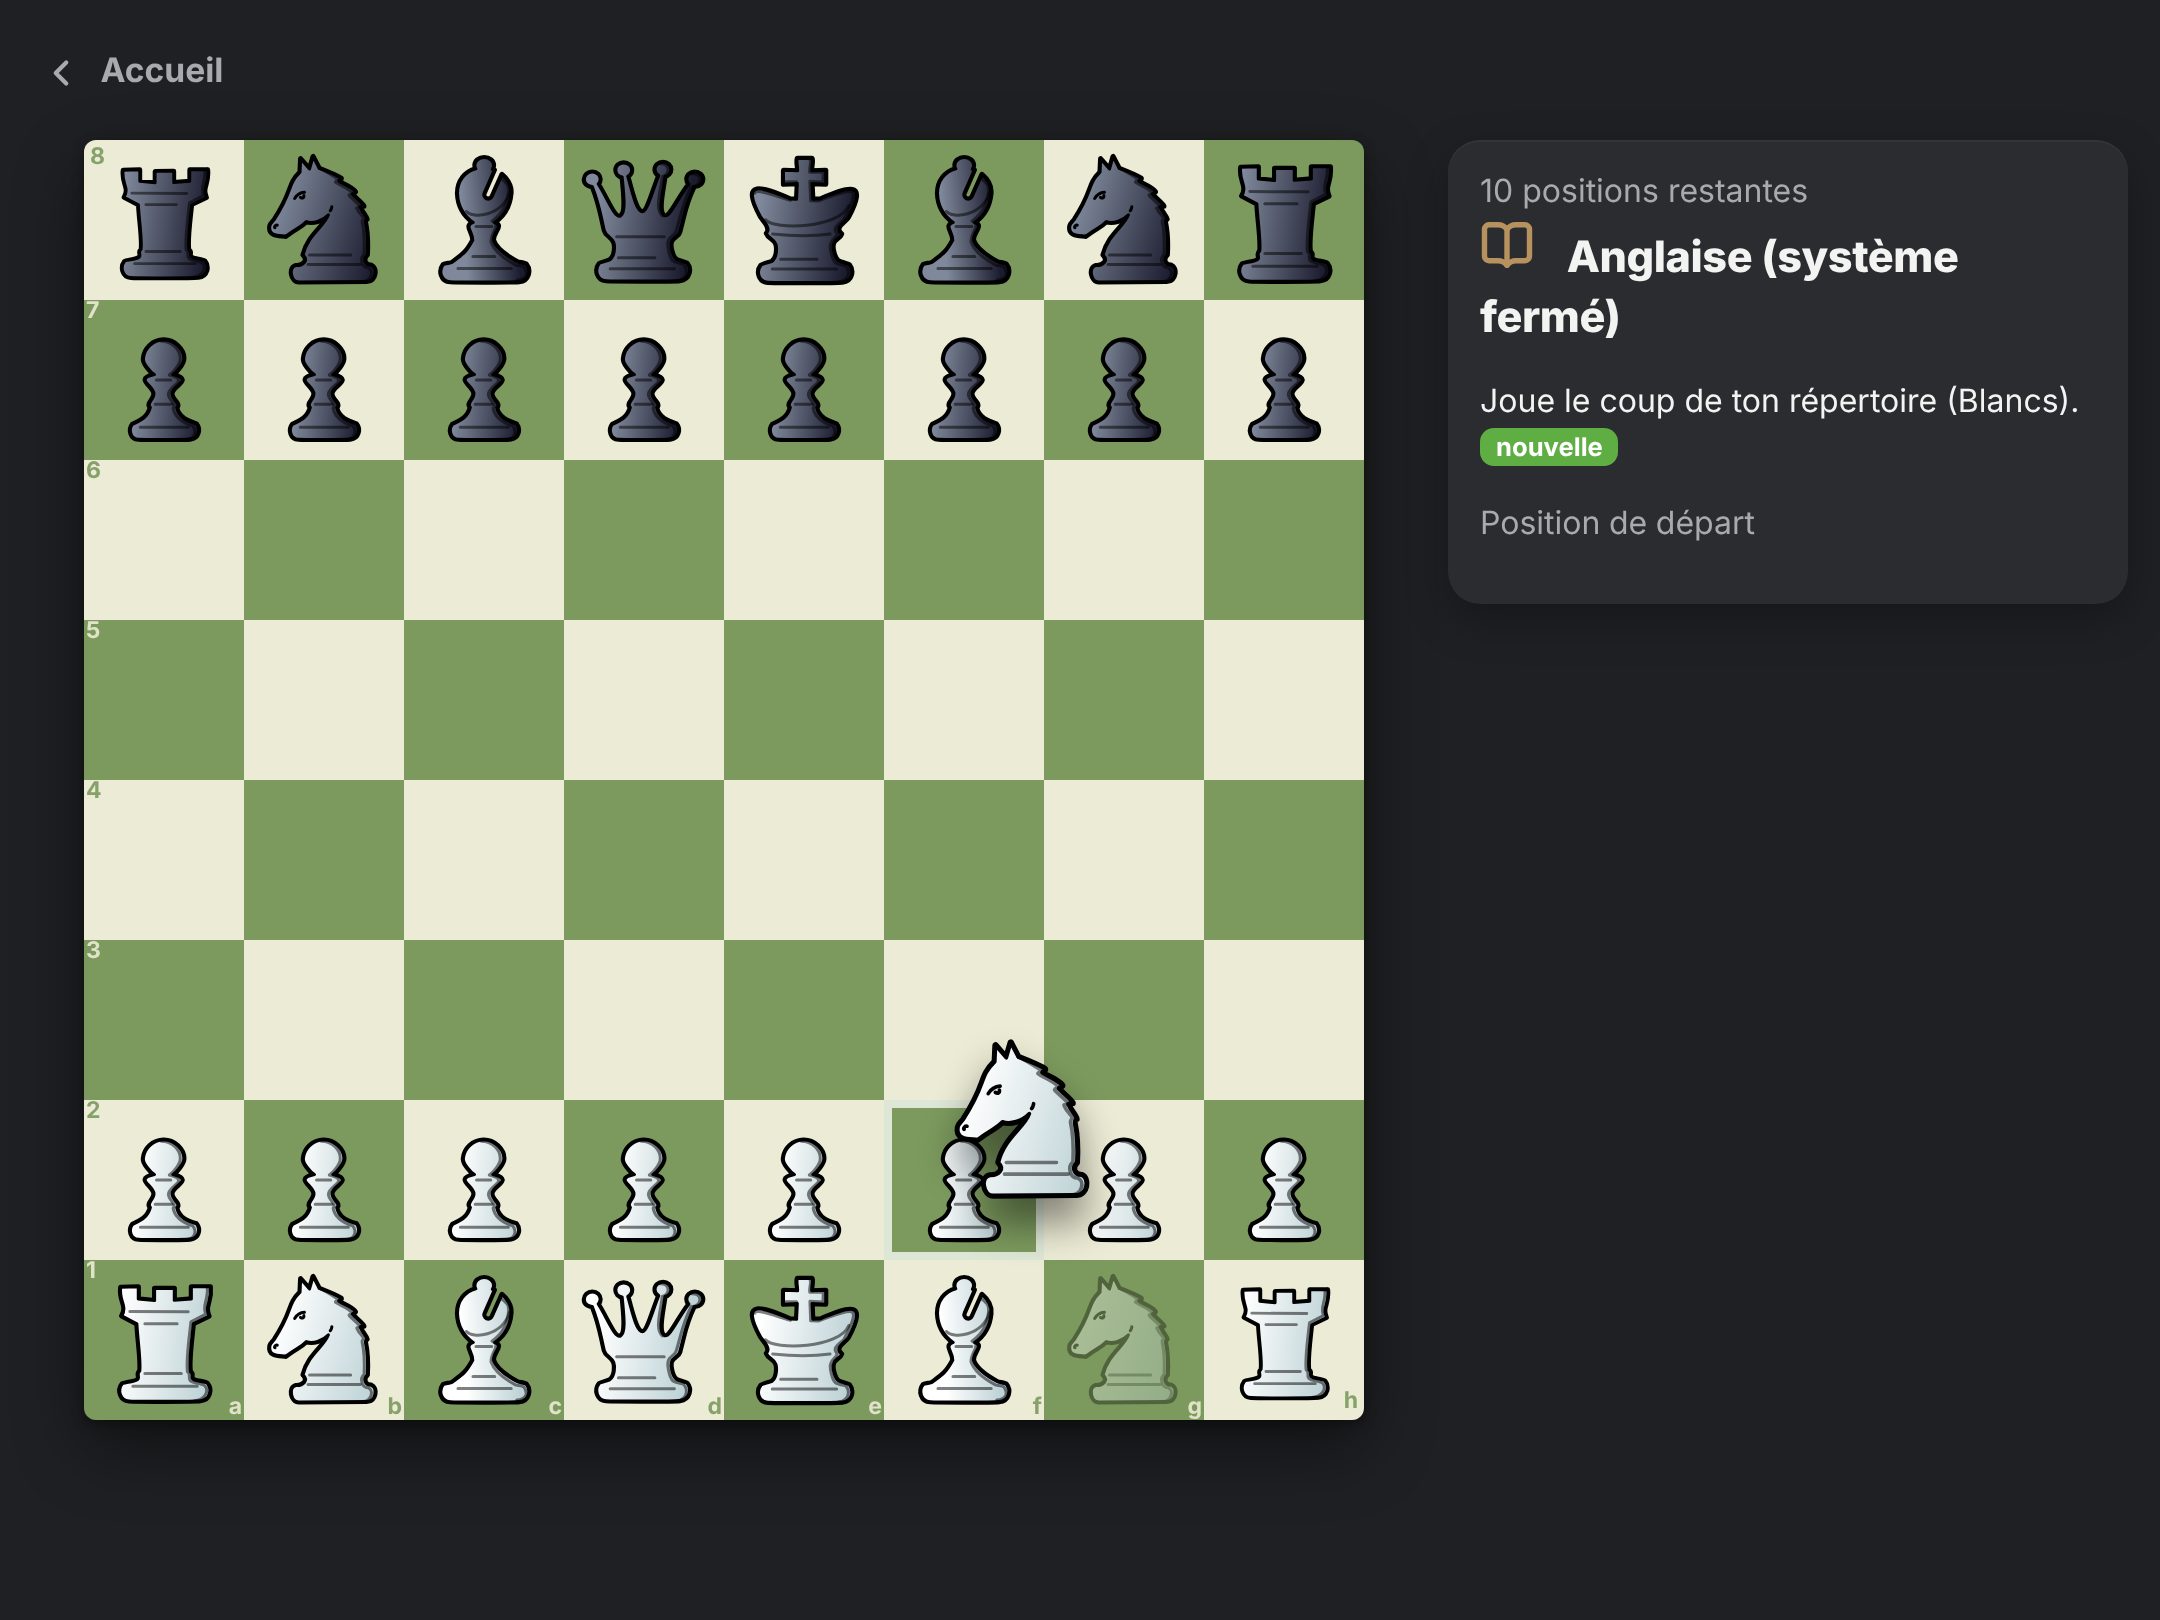 Accueil
8
7
6
5
4
3
2
1
a b c d e f g h
10 positions restantes
Anglaise (système
fermé)
Joue le coup de ton répertoire (Blancs).
nouvelle
Position de départ